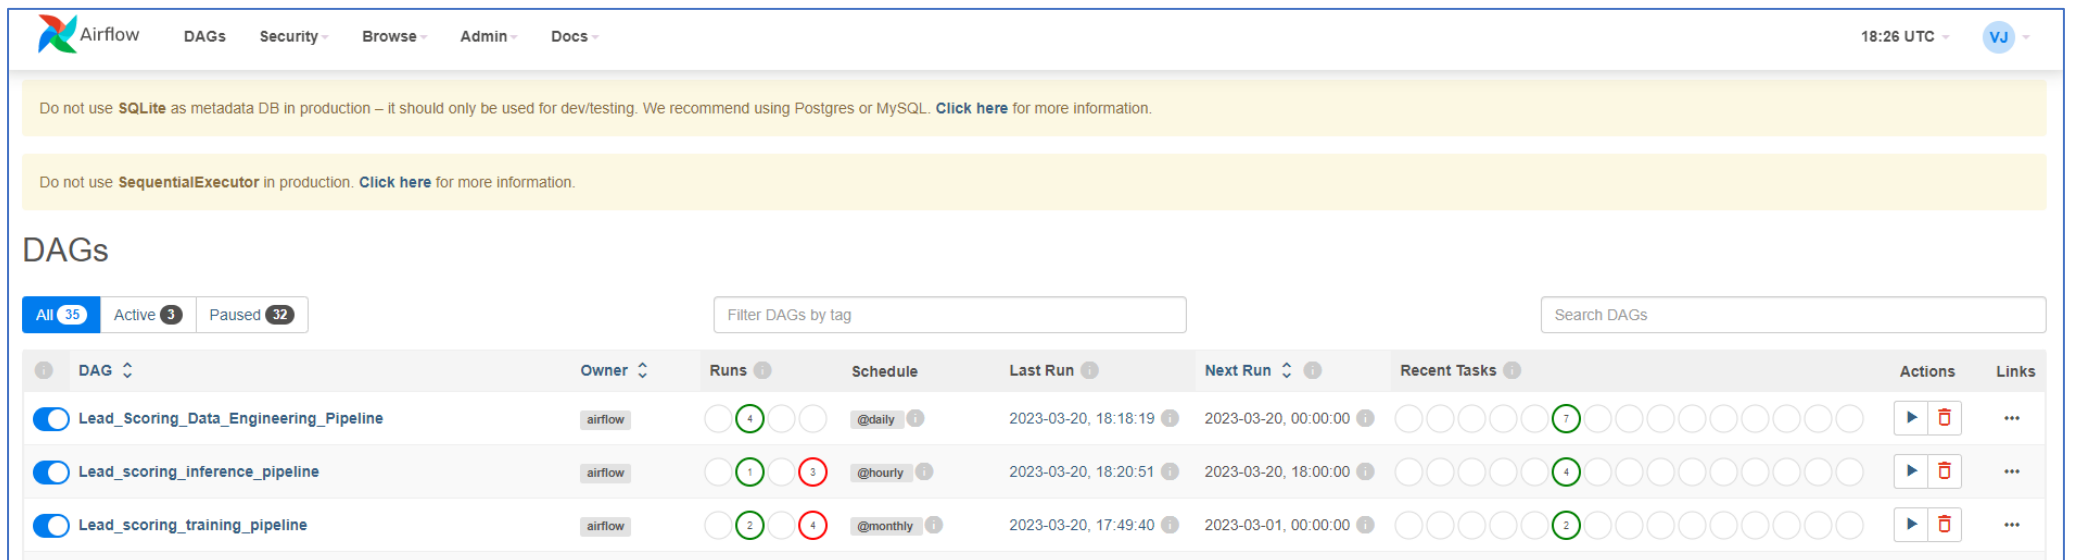 Airflow DAGs Security Browse Admin Docs 18:26 UTC VJ
Do not use SQLite as metadata DB in production – it should only be used for dev/testing. We recommend using Postgres or MySQL. Click here for more information.
Do not use SequentialExecutor in production. Click here for more information.
DAGs
All 35 Active 3 Paused 32 Filter DAGs by tag Search DAGs
i DAG Owner Runs i Schedule Last Run i Next Run i Recent Tasks i Actions Links
Lead_Scoring_Data_Engineering_Pipeline airflow 4 @daily i 2023-03-20, 18:18:19 i 2023-03-20, 00:00:00 i 7
Lead_scoring_inference_pipeline airflow 1 3 @hourly i 2023-03-20, 18:20:51 i 2023-03-20, 18:00:00 i 4
Lead_scoring_training_pipeline airflow 2 4 @monthly i 2023-03-20, 17:49:40 i 2023-03-01, 00:00:00 i 2